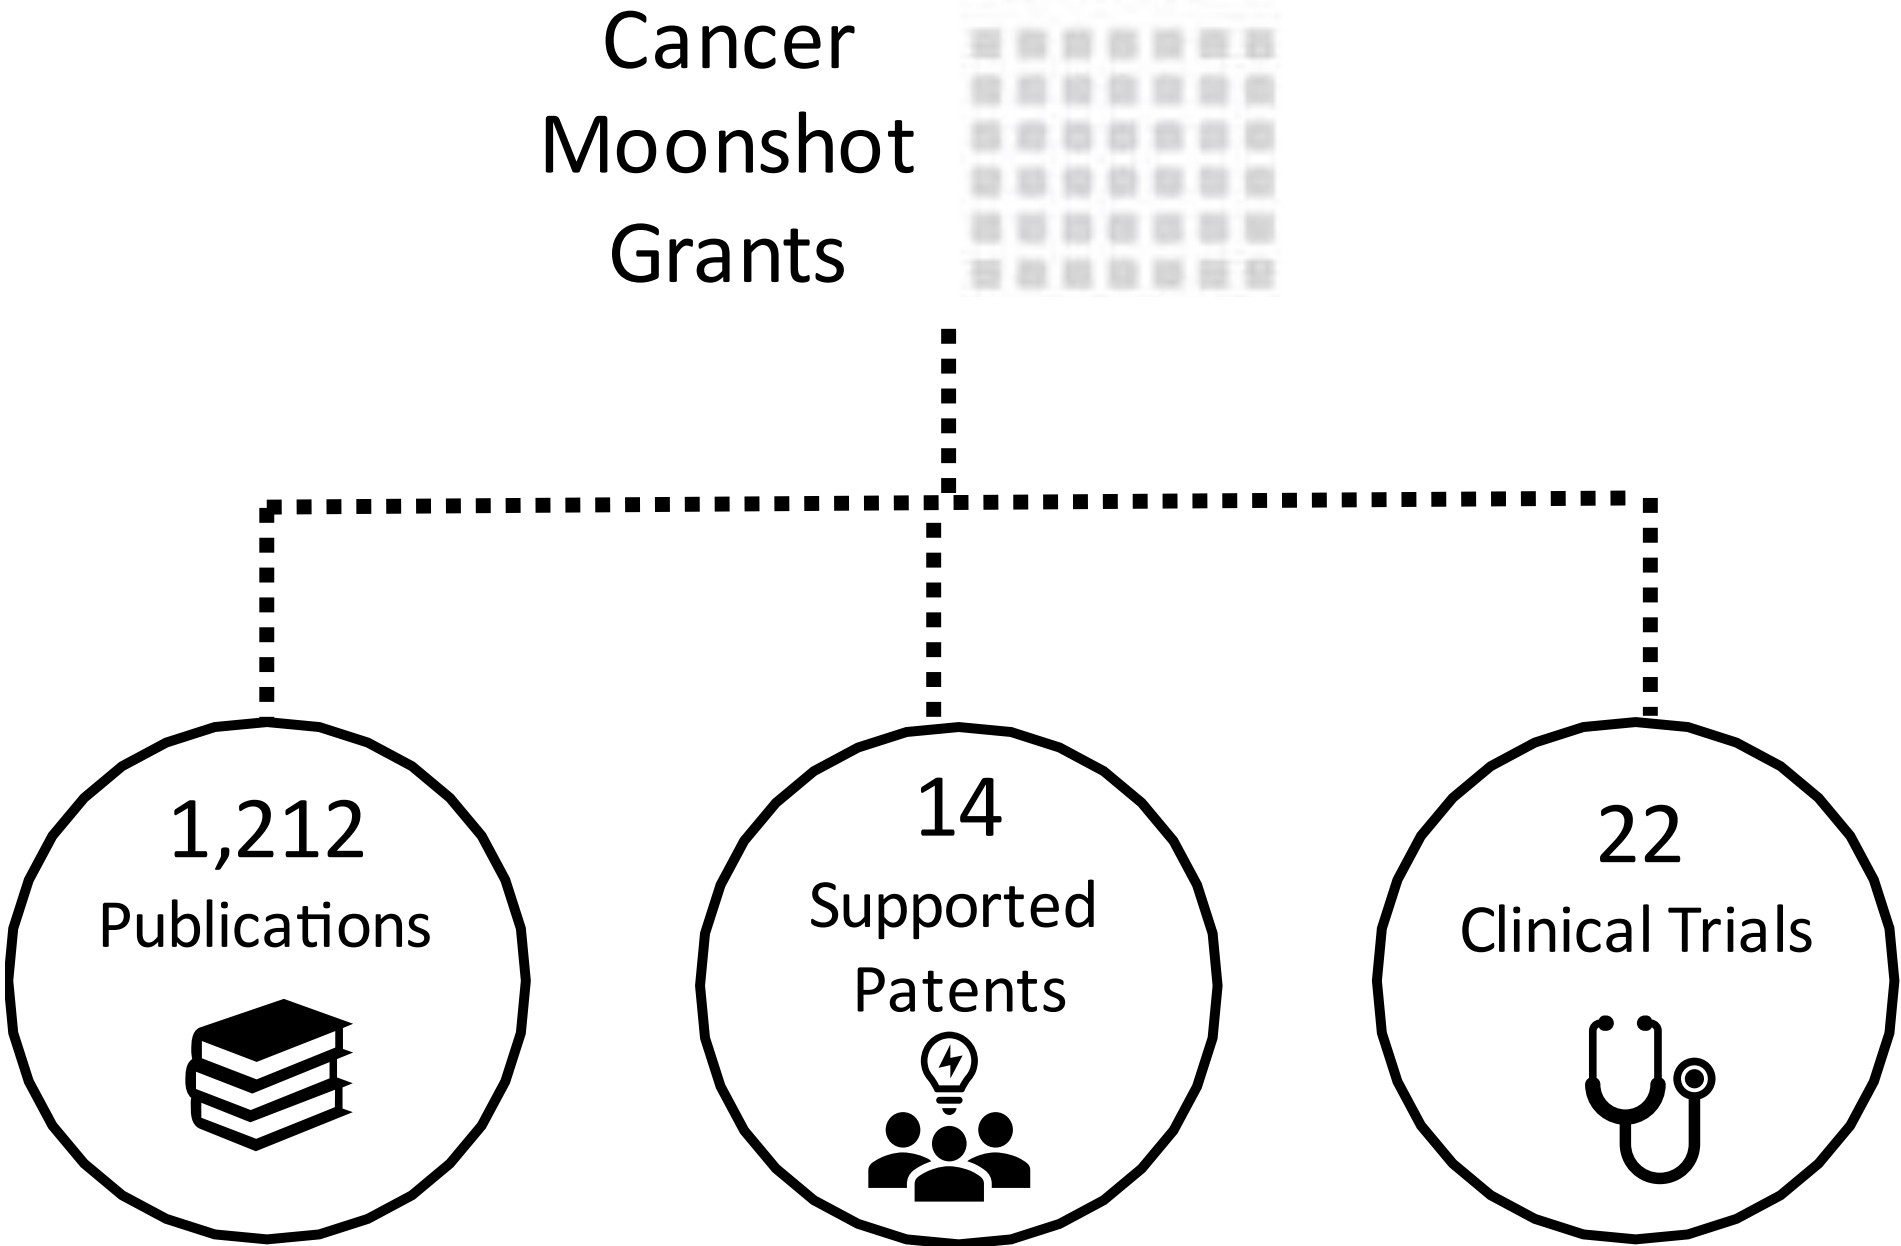 Cancer
Moonshot
Grants
1,212
Publications
14
Supported
Patents
22
Clinical Trials